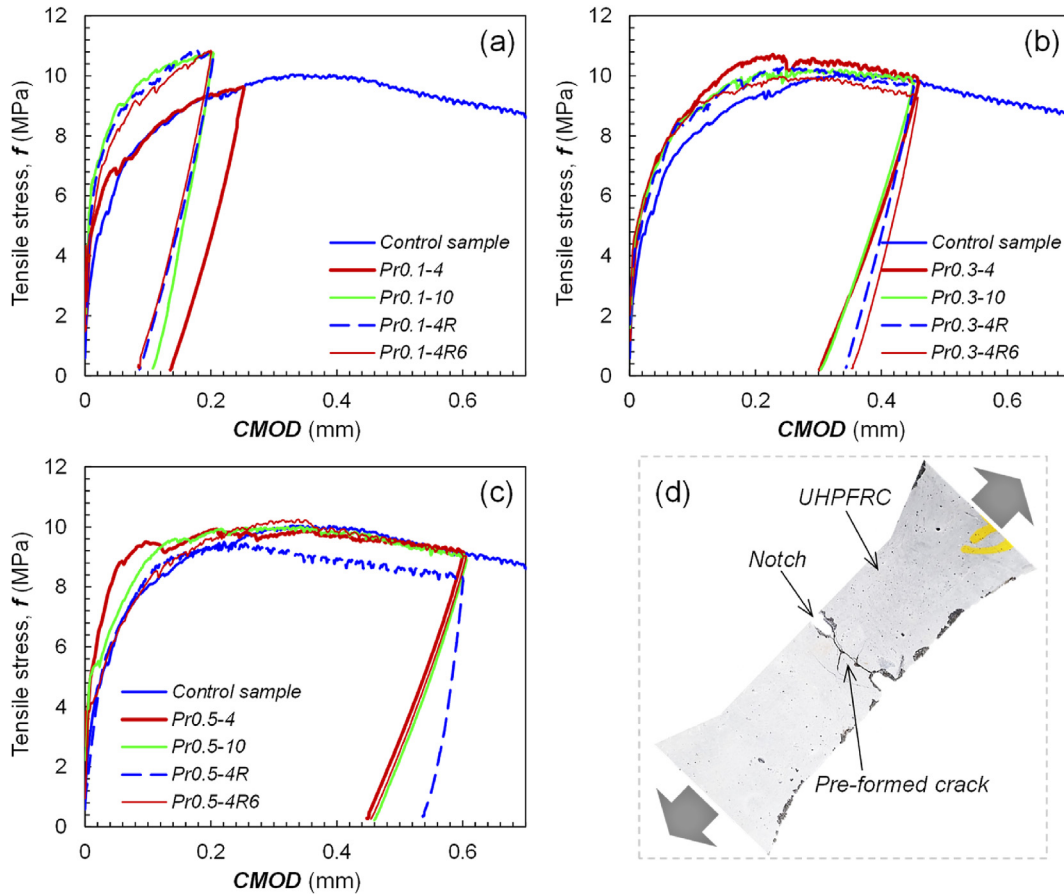 (a)
Tensile stress, f (MPa)
12
10
8
6
4
2
0
0
0.2
0.4
0.6
CMOD (mm)
Control sample
Pr0.1-4
Pr0.1-10
Pr0.1-4R
Pr0.1-4R6
(b)
Tensile stress, f (MPa)
12
10
8
6
4
2
0
0
0.2
0.4
0.6
CMOD (mm)
Control sample
Pr0.3-4
Pr0.3-10
Pr0.3-4R
Pr0.3-4R6
(c)
Tensile stress, f (MPa)
12
10
8
6
4
2
0
0
0.2
0.4
0.6
CMOD (mm)
Control sample
Pr0.5-4
Pr0.5-10
Pr0.5-4R
Pr0.5-4R6
(d)
UHPFRC
Notch
Pre-formed crack